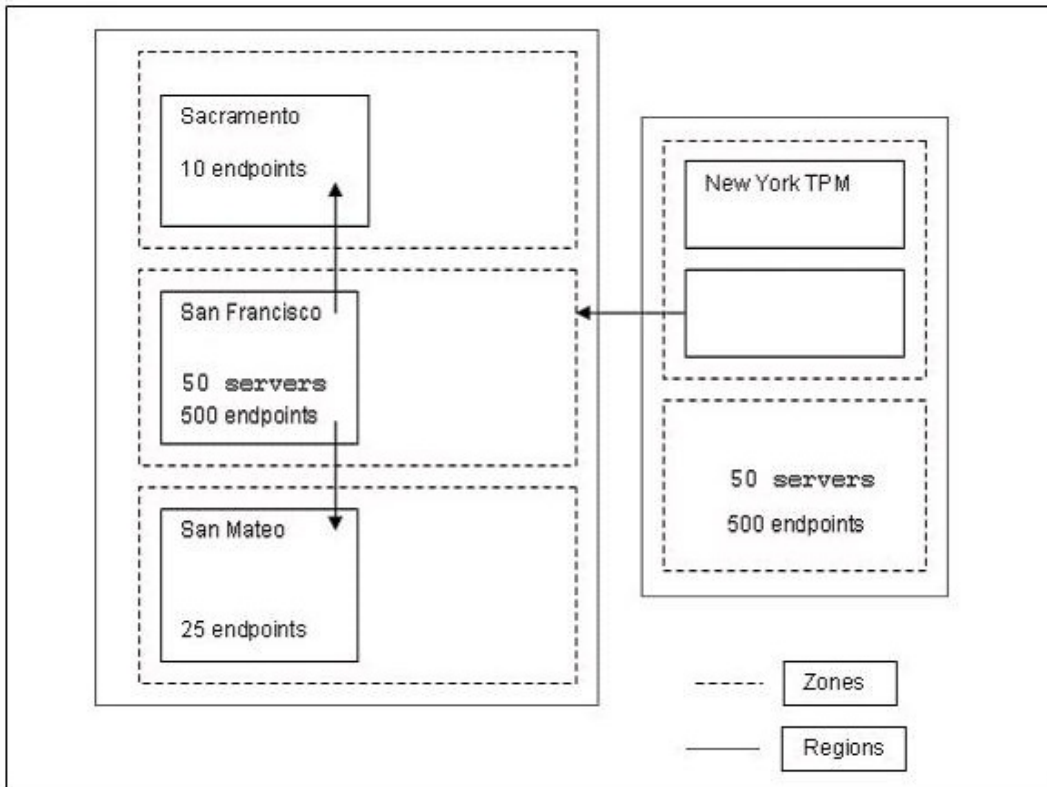 Sacramento
10 endpoints
San Francisco
50 servers
500 endpoints
San Mateo
25 endpoints
New York TPM
50 servers
500 endpoints
Zones
Regions